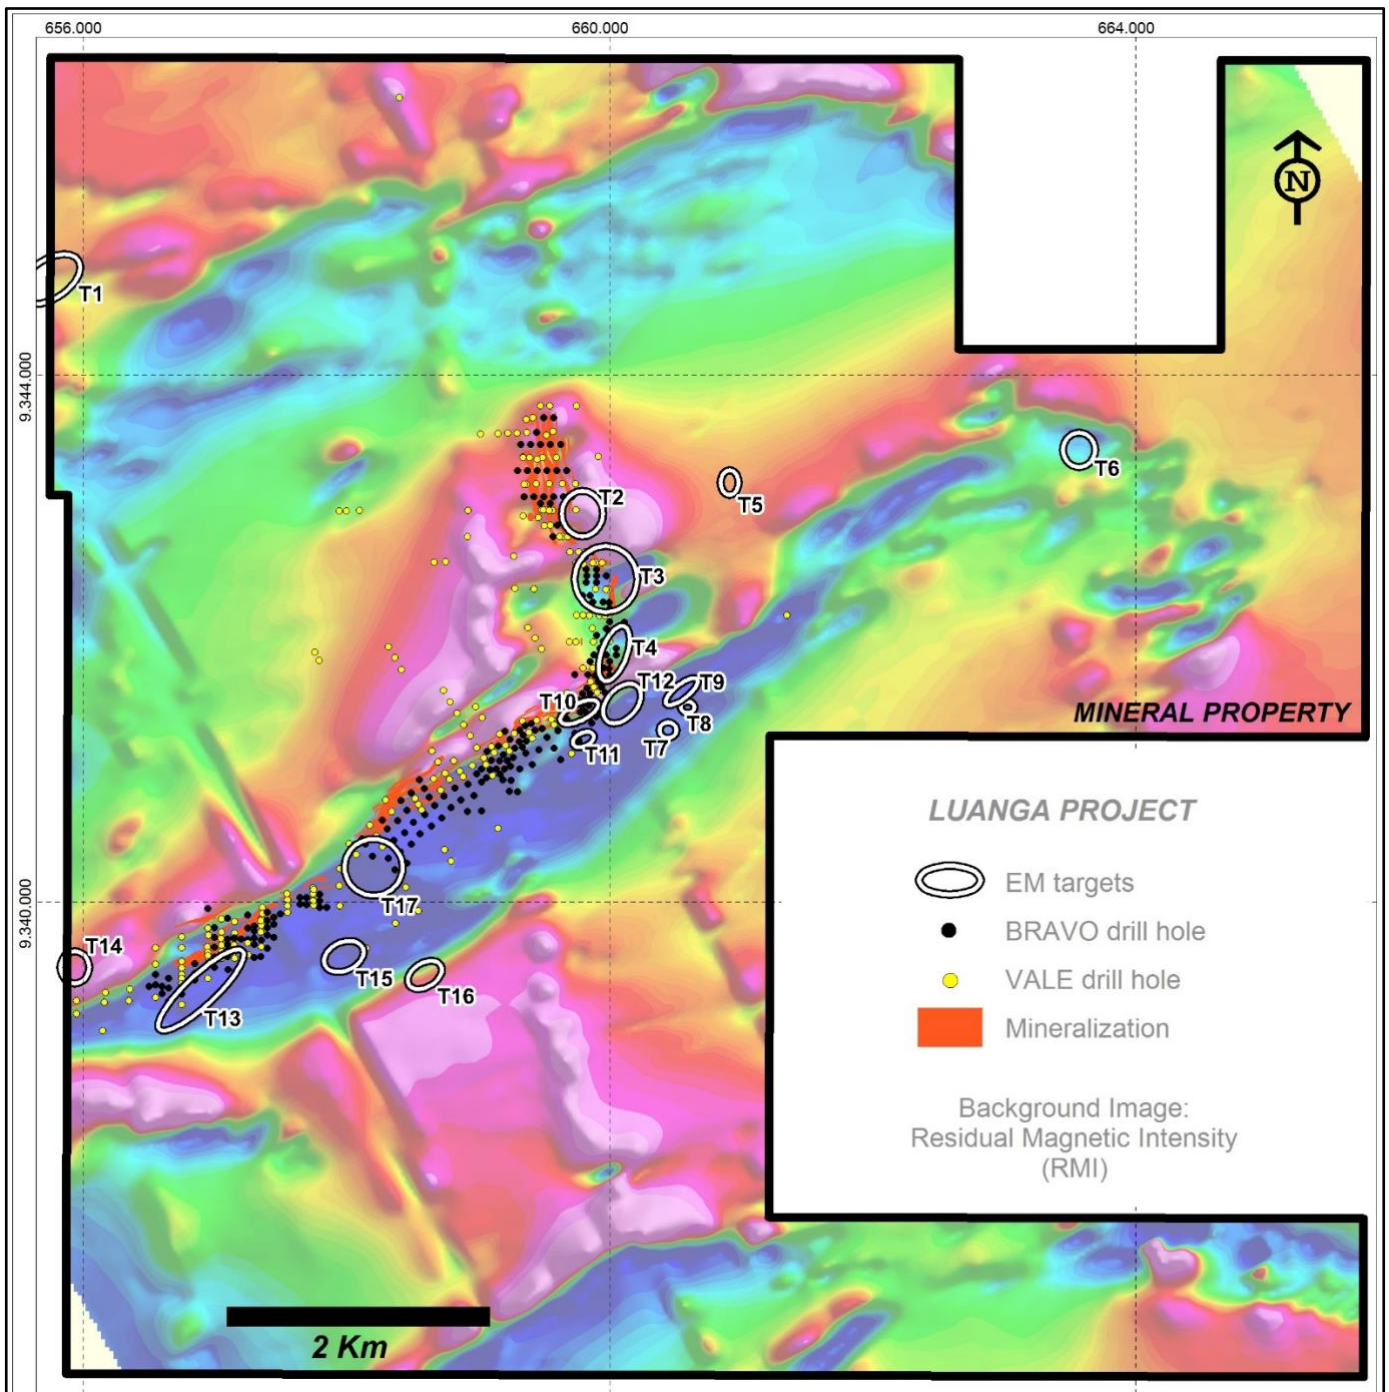 656.000
660.000
664.000
N
T1
9.344.000
T2
T5
T6
T3
T4
T12
T9
T10
T8
MINERAL PROPERTY
T7
T11
LUANGA PROJECT
EM targets
9.340.000
T17
BRAVO drill hole
T14
T15
VALE drill hole
T16
T13
Mineralization
Background Image:
Residual Magnetic Intensity
(RMI)
2 Km